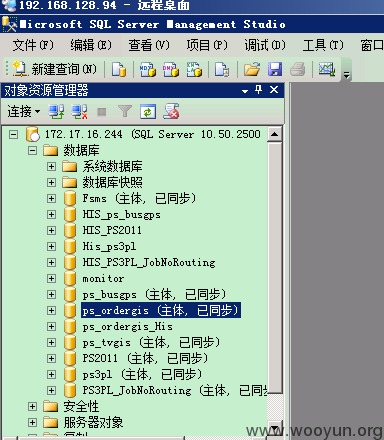 192.168.128.94 - 远程桌面
Microsoft SQL Server Management Studio
文件(F) 编辑(E) 查看(V) 项目(P) 调试(D) 工具(T) 窗口
新建查询(N)
对象资源管理器
连接
172.17.16.244 (SQL Server 10.50.2500
数据库
系统数据库
数据库快照
Fsms (主体, 已同步)
HIS_ps_busgps
HIS_PS2011
His_ps3pl
HIS_PS3PL_JobNoRouting
monitor
ps_busgps (主体, 已同步)
ps_ordergis (主体, 已同步)
ps_ordergis_His
ps_tvgis (主体, 已同步)
PS2011 (主体, 已同步)
ps3pl (主体, 已同步)
PS3PL_JobNoRouting (主体, 已
安全性
服务器对象
www.wooyun.org